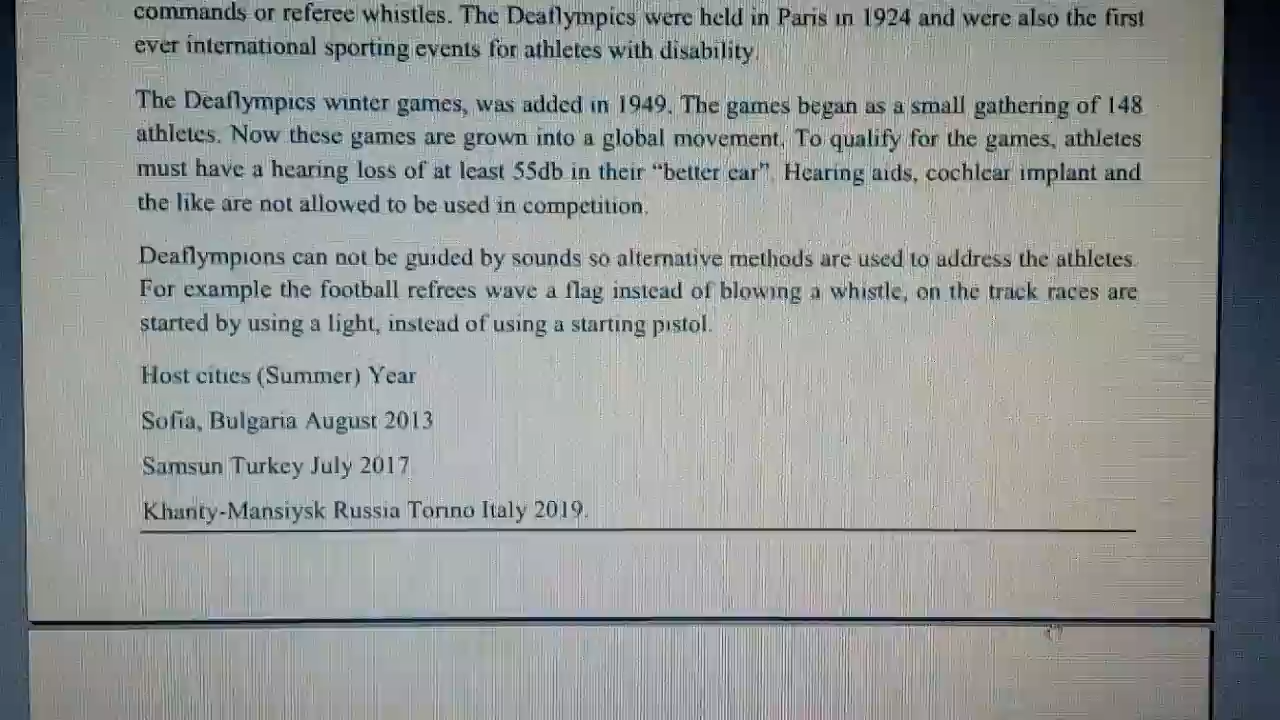 commands or referee whistles. The Deaflympics were held in Paris in 1924 and were also the first
ever international sporting events for athletes with disability.
The Deaflympics winter games, was added in 1949. The games began as a small gathering of 148
athletes. Now these games are grown into a global movement. To qualify for the games, athletes
must have a hearing loss of at least 55db in their “better ear”. Hearing aids, cochlear implant and
the like are not allowed to be used in competition.
Deaflympions can not be guided by sounds so alternative methods are used to address the athletes.
For example the football refrees wave a flag instead of blowing a whistle, on the track races are
started by using a light, instead of using a starting pistol.
Host cities (Summer) Year
Sofia, Bulgaria August 2013
Samsun Turkey July 2017
Khanty-Mansiysk Russia Torino Italy 2019.